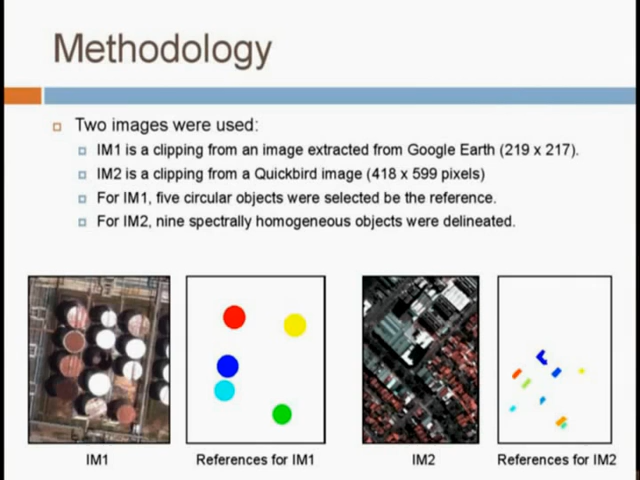 Methodology
Two images were used:
IM1 is a clipping from an image extracted from Google Earth (219 x 217).
IM2 is a clipping from a Quickbird image (418 x 599 pixels)
For IM1, five circular objects were selected be the reference.
For IM2, nine spectrally homogeneous objects were delineated.
IM1
References for IM1
IM2
References for IM2